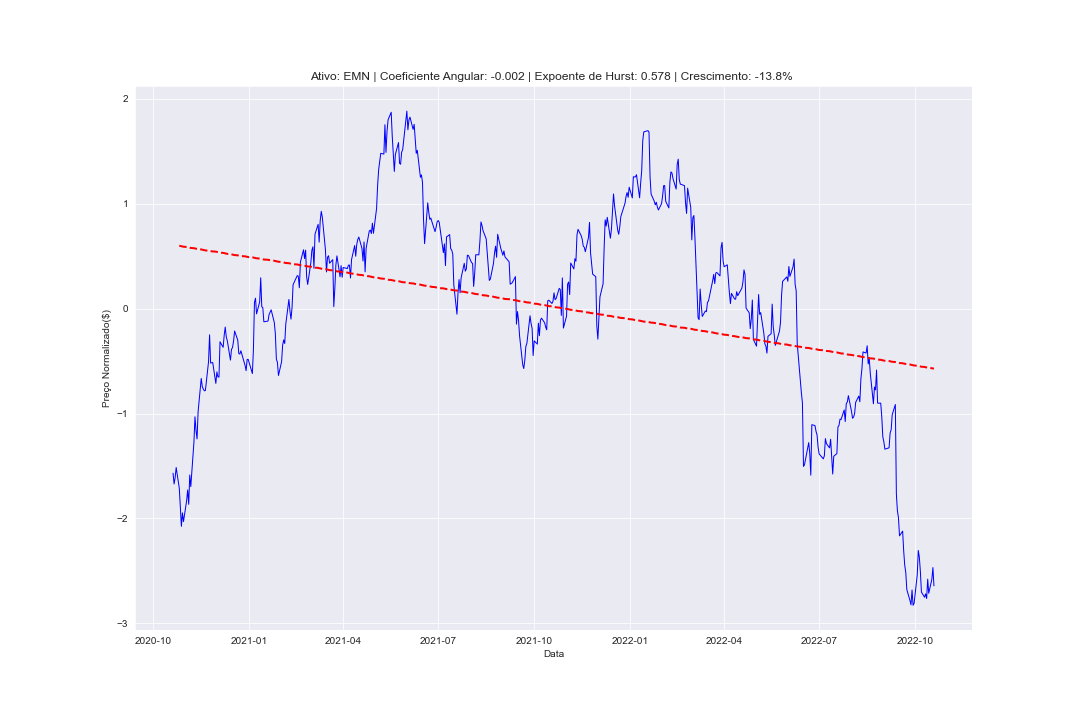 Ativo: EMN | Coeficiente Angular: -0.002 | Expoente de Hurst: 0.578 | Crescimento: -13.8%
2
1
0
−1
−2
−3
Preço Normalizado($)
2020-10 2021-01 2021-04 2021-07 2021-10 2022-01 2022-04 2022-07 2022-10
Data